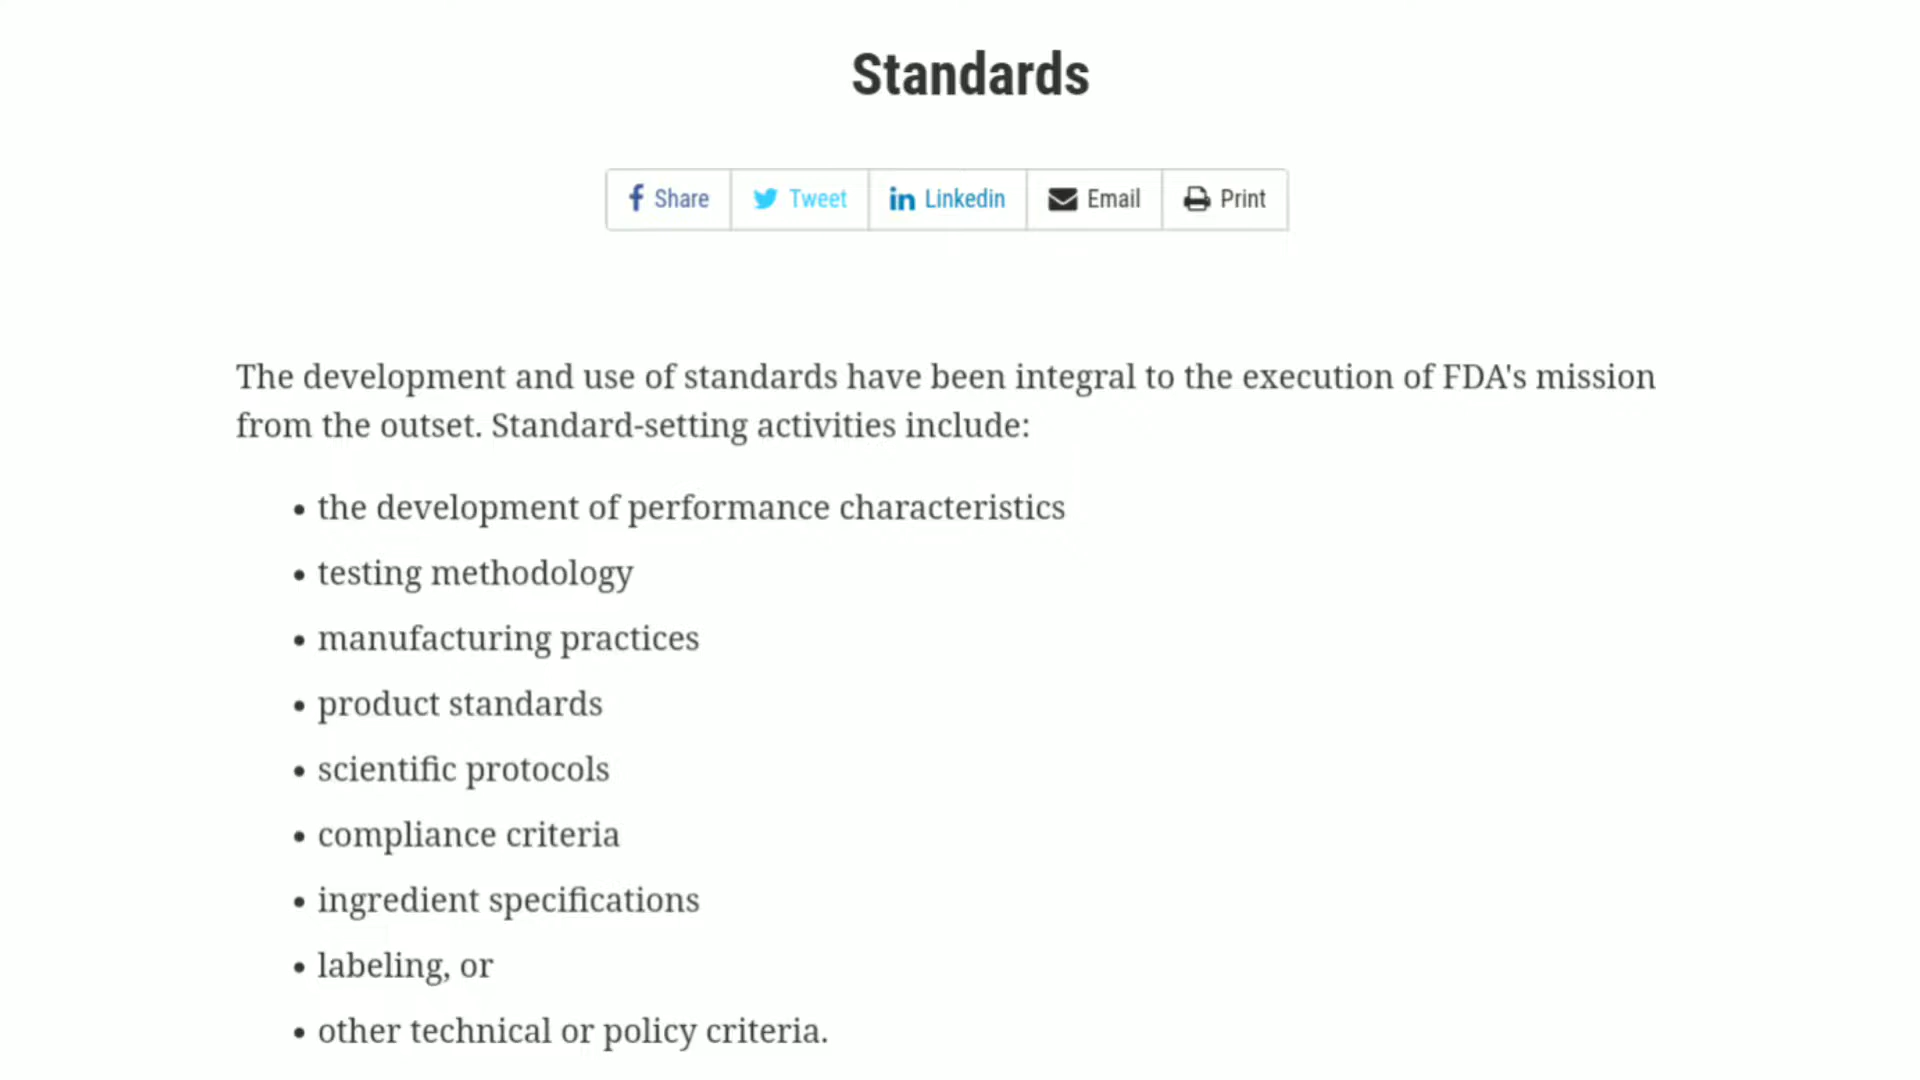 Standards
Share Tweet Linkedin Email Print
The development and use of standards have been integral to the execution of FDA's mission
from the outset. Standard-setting activities include:
• the development of performance characteristics
• testing methodology
• manufacturing practices
• product standards
• scientific protocols
• compliance criteria
• ingredient specifications
• labeling, or
• other technical or policy criteria.